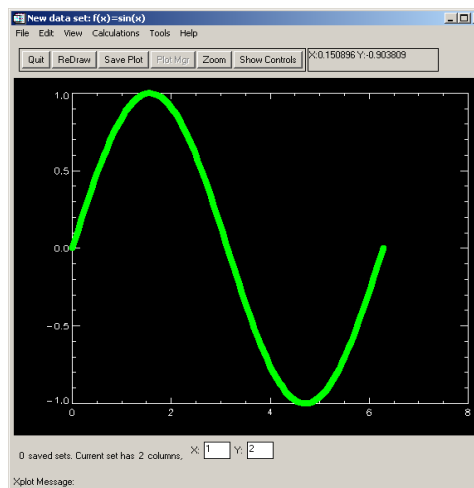 New data set: f(x)=sin(x)
File Edit View Calculations Tools Help
Quit ReDraw Save Plot Plot Mgr Zoom Show Controls X:0.150896 Y:-0.903809
1.0
0.5
0.0
-0.5
-1.0
0 2 4 6 8
0 saved sets. Current set has 2 columns, X: 1 Y: 2
Xplot Message: